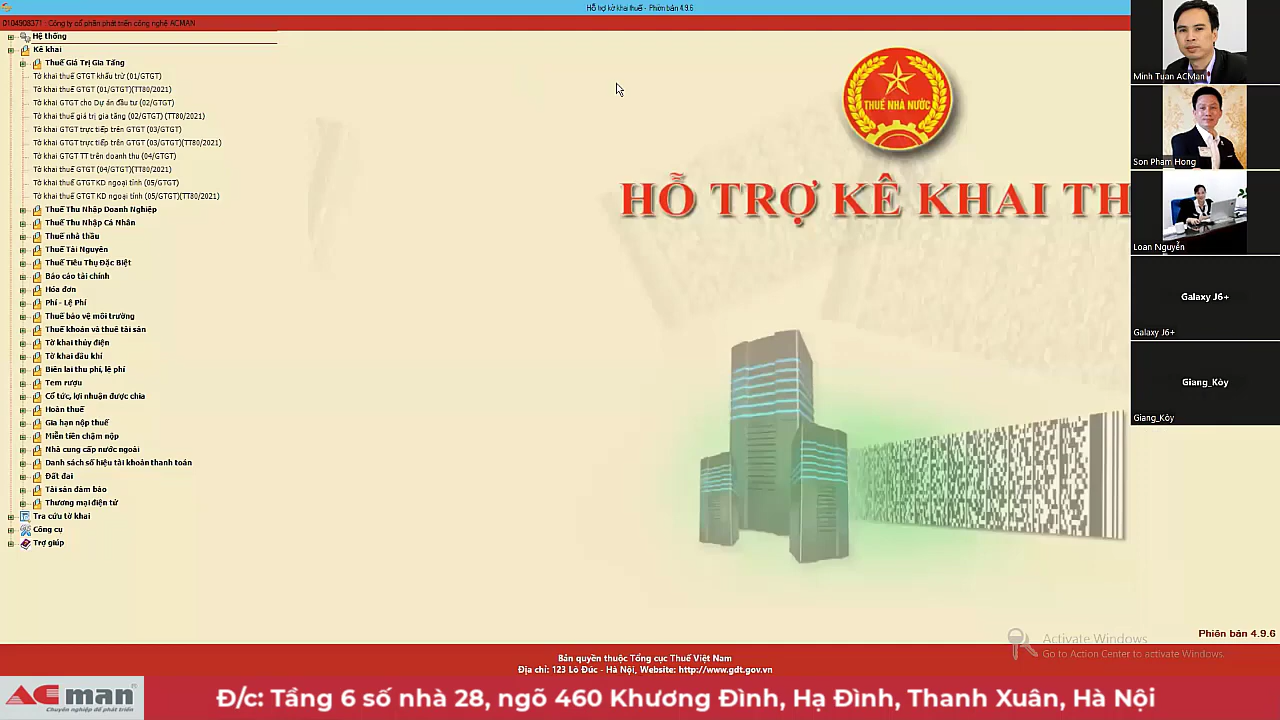 Hỗ trợ kê khai thuế - Phiên bản 4.9.6
0104908371 : Công ty cổ phần phát triển công nghệ ACMAN
Hệ thống
Kê khai
Thuế Giá Trị Gia Tăng
Tờ khai thuế GTGT khấu trừ (01/GTGT)
Tờ khai thuế GTGT (01/GTGT)(TT80/2021)
Tờ khai GTGT cho Dự án đầu tư (02/GTGT)
Tờ khai thuế giá trị gia tăng (02/GTGT) (TT80/2021)
Tờ khai GTGT trực tiếp trên GTGT (03/GTGT)
Tờ khai GTGT trực tiếp trên GTGT (03/GTGT)(TT80/2021)
Tờ khai GTGT TT trên doanh thu (04/GTGT)
Tờ khai thuế GTGT (04/GTGT)(TT80/2021)
Tờ khai thuế GTGT KD ngoại tỉnh (05/GTGT)
Tờ khai thuế GTGT KD ngoại tỉnh (05/GTGT)(TT80/2021)
Thuế Thu Nhập Doanh Nghiệp
Thuế Thu Nhập Cá Nhân
Thuế nhà thầu
Thuế Tài Nguyên
Thuế Tiêu Thụ Đặc Biệt
Báo cáo tài chính
Hóa đơn
Phí - Lệ Phí
Thuế bảo vệ môi trường
Thuế khoán và thuê tài sản
Tờ khai thủy điện
Tờ khai dầu khí
Biên lai thu phí, lệ phí
Tem rượu
Cổ tức, lợi nhuận được chia
Hoàn thuế
Gia hạn nộp thuế
Miễn tiền chậm nộp
Nhà cung cấp nước ngoài
Danh sách số hiệu tài khoản thanh toán
Đất đai
Tài sản đảm bảo
Thương mại điện tử
Tra cứu tờ khai
Công cụ
Trợ giúp
THUẾ NHÀ NƯỚC
HỖ TRỢ KÊ KHAI TH
Minh Tuan ACMan
Son Pham Hong
Loan Nguyễn
Galaxy J6+
Galaxy J6+
Giang_Kòy
Giang_Kòy
Phiên bản 4.9.6
Activate Windows
Go to Action Center to activate Windows.
Bản quyền thuộc Tổng cục Thuế Việt Nam
Địa chỉ: 123 Lò Đúc - Hà Nội, Website: http://www.gdt.gov.vn
ACman
Chuyên nghiệp để phát triển
Đ/c: Tầng 6 số nhà 28, ngõ 460 Khương Đình, Hạ Đình, Thanh Xuân, Hà Nội